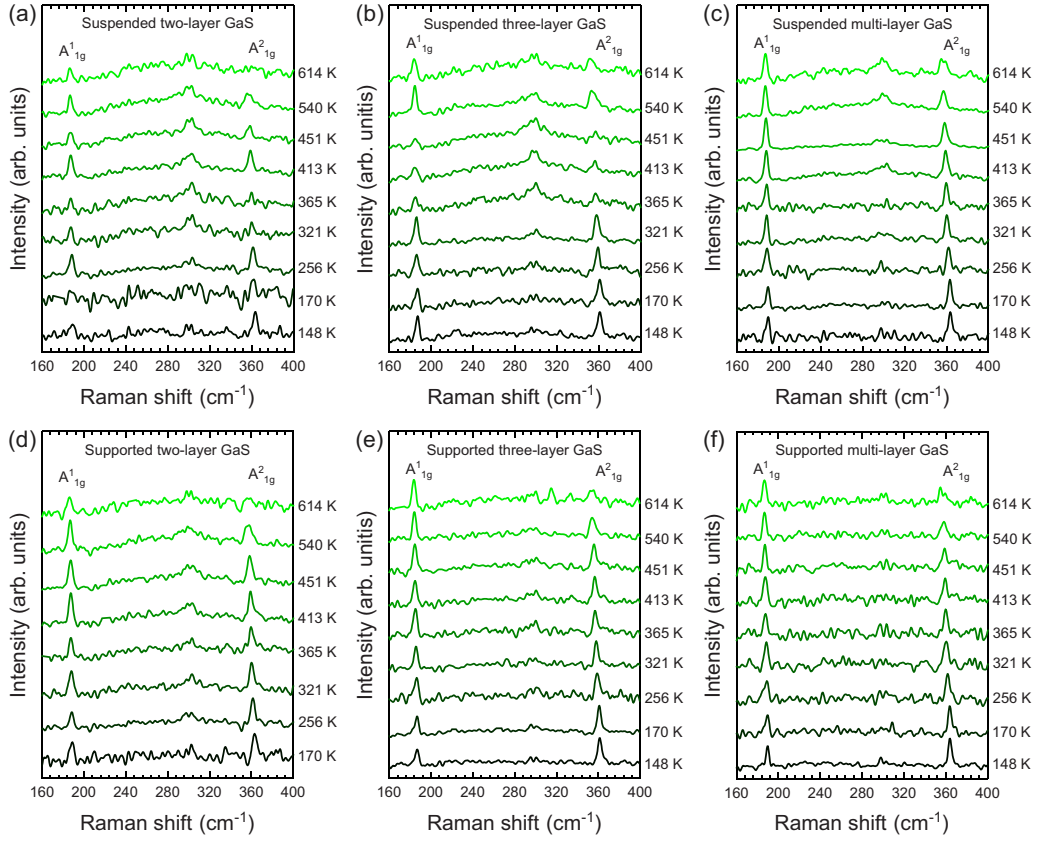 (a)
Suspended two-layer GaS
A¹₁g
A²₁g
614 K
540 K
451 K
413 K
365 K
321 K
256 K
170 K
148 K
160 200 240 280 320 360 400
Raman shift (cm⁻¹)
Intensity (arb. unitis)
(b)
Suspended three-layer GaS
A¹₁g
A²₁g
614 K
540 K
451 K
413 K
365 K
321 K
256 K
170 K
148 K
160 200 240 280 320 360 400
Raman shift (cm⁻¹)
Intensity (arb. units)
(c)
Suspended multi-layer GaS
A¹₁g
A²₁g
614 K
540 K
451 K
413 K
365 K
321 K
256 K
170 K
148 K
160 200 240 280 320 360 400
Raman shift (cm⁻¹)
Intensity (arb. units)
(d)
Supported two-layer GaS
A¹₁g
A²₁g
614 K
540 K
451 K
413 K
365 K
321 K
256 K
170 K
160 200 240 280 320 360 400
Raman shift (cm⁻¹)
Intensity (arb. units)
(e)
Supported three-layer GaS
A¹₁g
A²₁g
614 K
540 K
451 K
413 K
365 K
321 K
256 K
170 K
148 K
160 200 240 280 320 360 400
Raman shift (cm⁻¹)
Intensity (arb. unitis)
(f)
Supported multi-layer GaS
A¹₁g
A²₁g
614 K
540 K
451 K
413 K
365 K
321 K
256 K
170 K
148 K
160 200 240 280 320 360 400
Raman shift (cm⁻¹)
Intensity (arb. units)